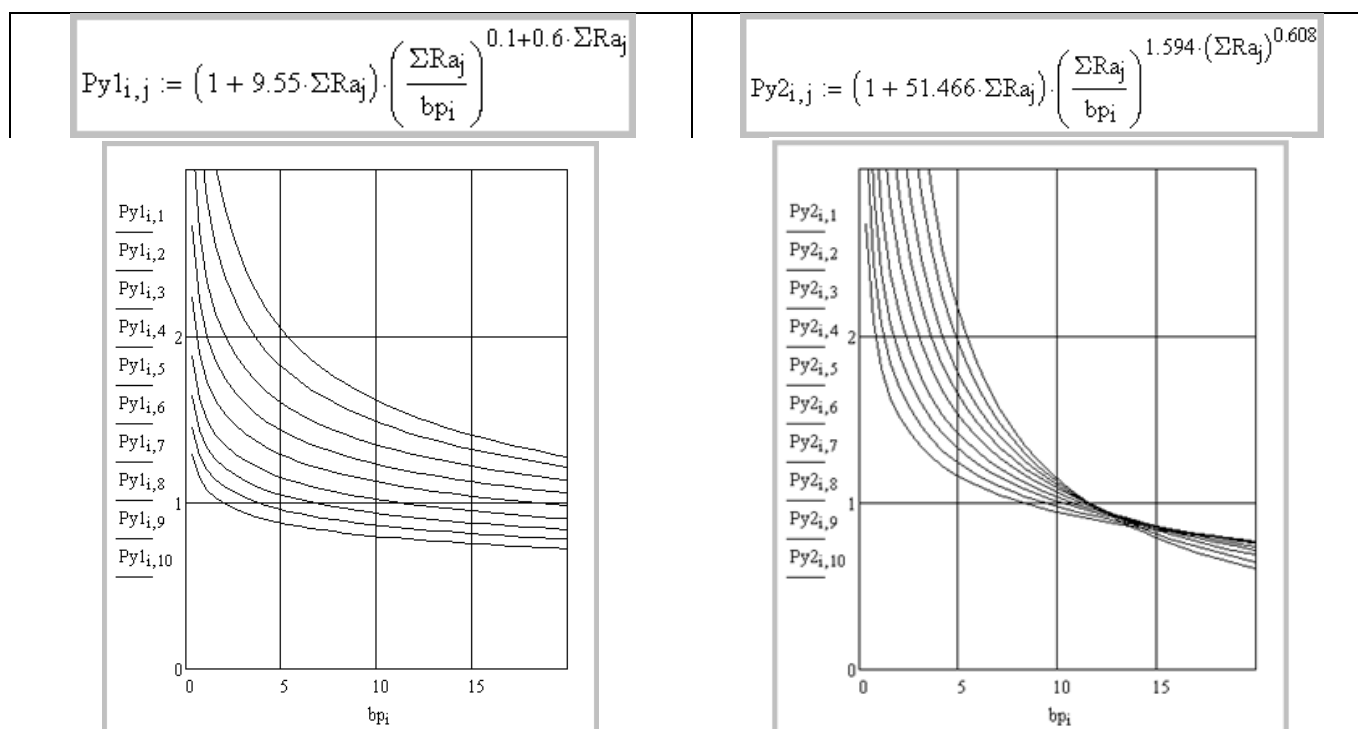 Py1i,j := (1 + 9.55·ΣRaj)·(ΣRaj/bpi)^0.1+0.6·ΣRaj
Py2i,j := (1 + 51.466·ΣRaj)·(ΣRaj/bpi)^1.594·(ΣRaj)^0.608
Py1i,1
Py1i,2
Py1i,3
Py1i,4
Py1i,5
Py1i,6
Py1i,7
Py1i,8
Py1i,9
Py1i,10
2
1
0
0 5 10 15
bpi
Py2i,1
Py2i,2
Py2i,3
Py2i,4
Py2i,5
Py2i,6
Py2i,7
Py2i,8
Py2i,9
Py2i,10
2
1
0
0 5 10 15
bpi